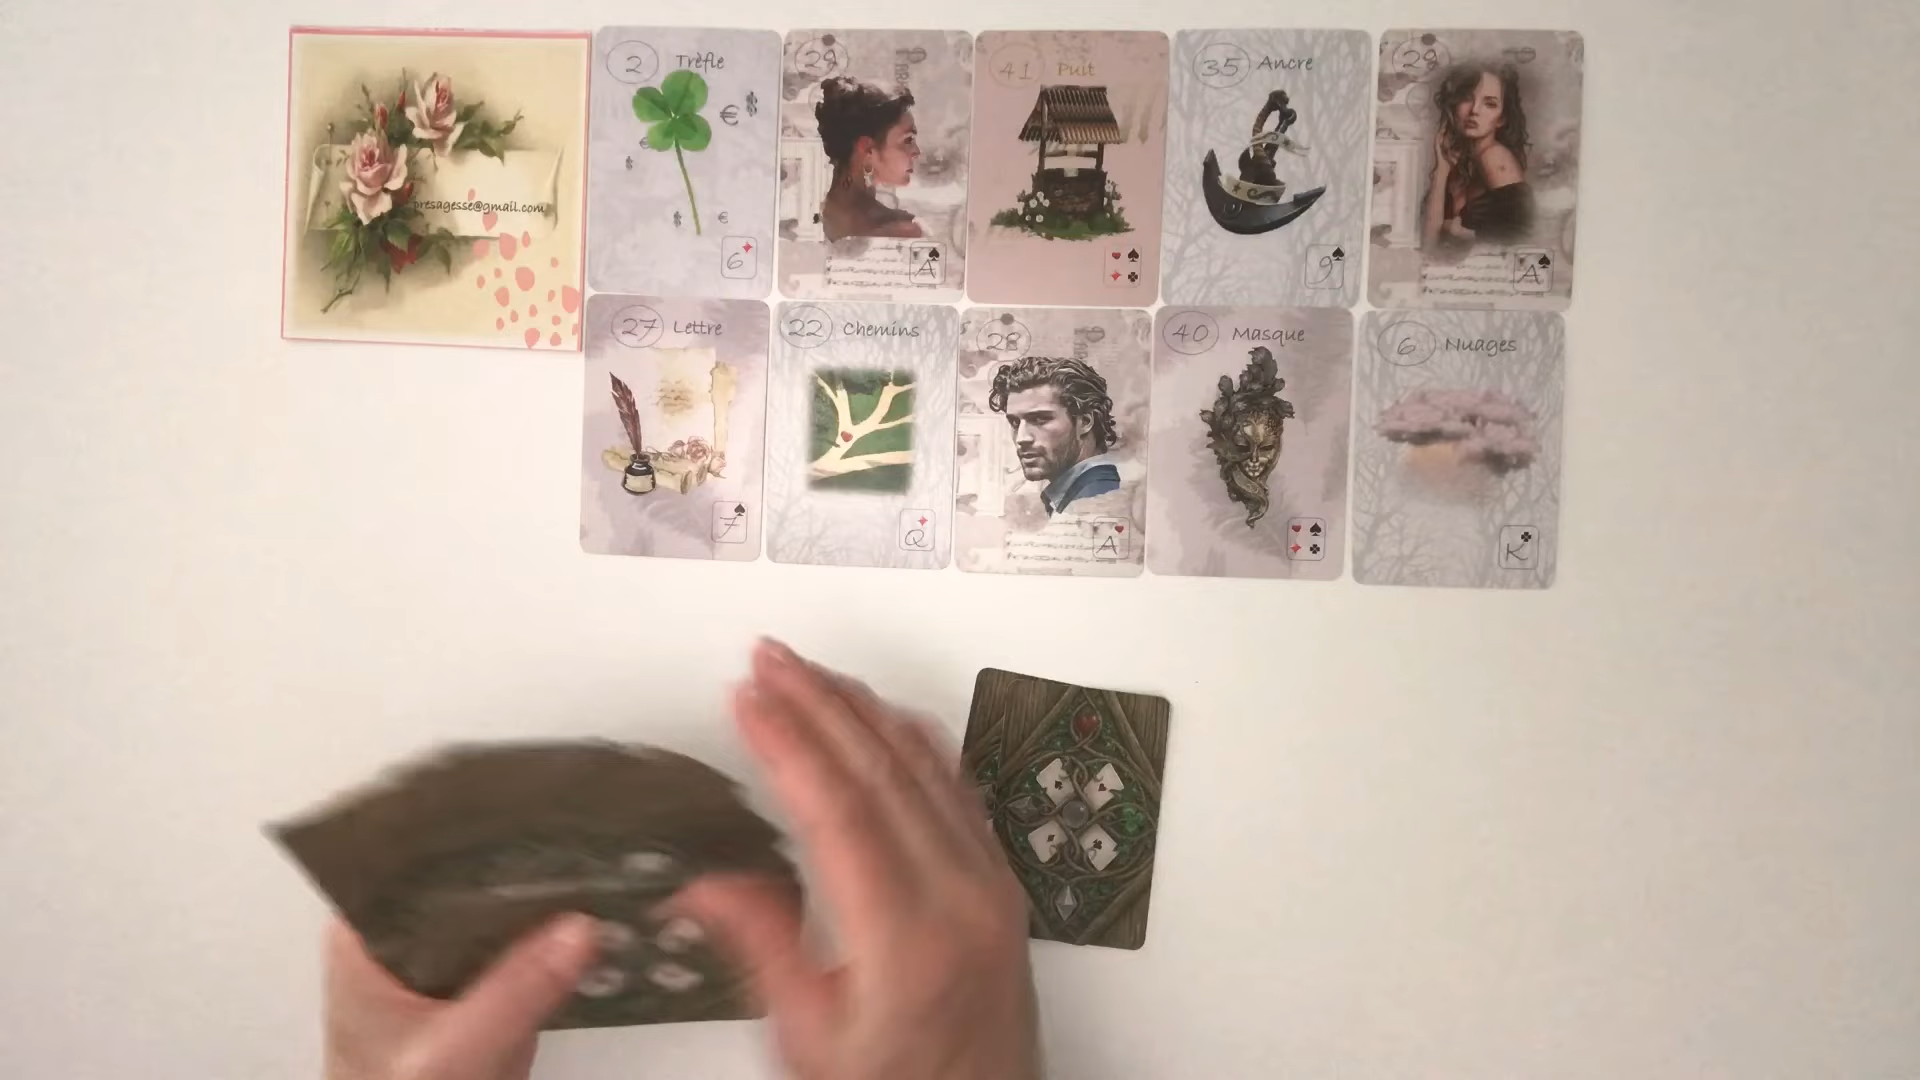 presagesse@gmail.com
2 Trèfle
€ $
€
$
$ €
6
29
A
41 Puit
35 Ancre
9
29
A
27 Lettre
7
22 Chemins
Q
28
A
40 Masque
6 Nuages
K